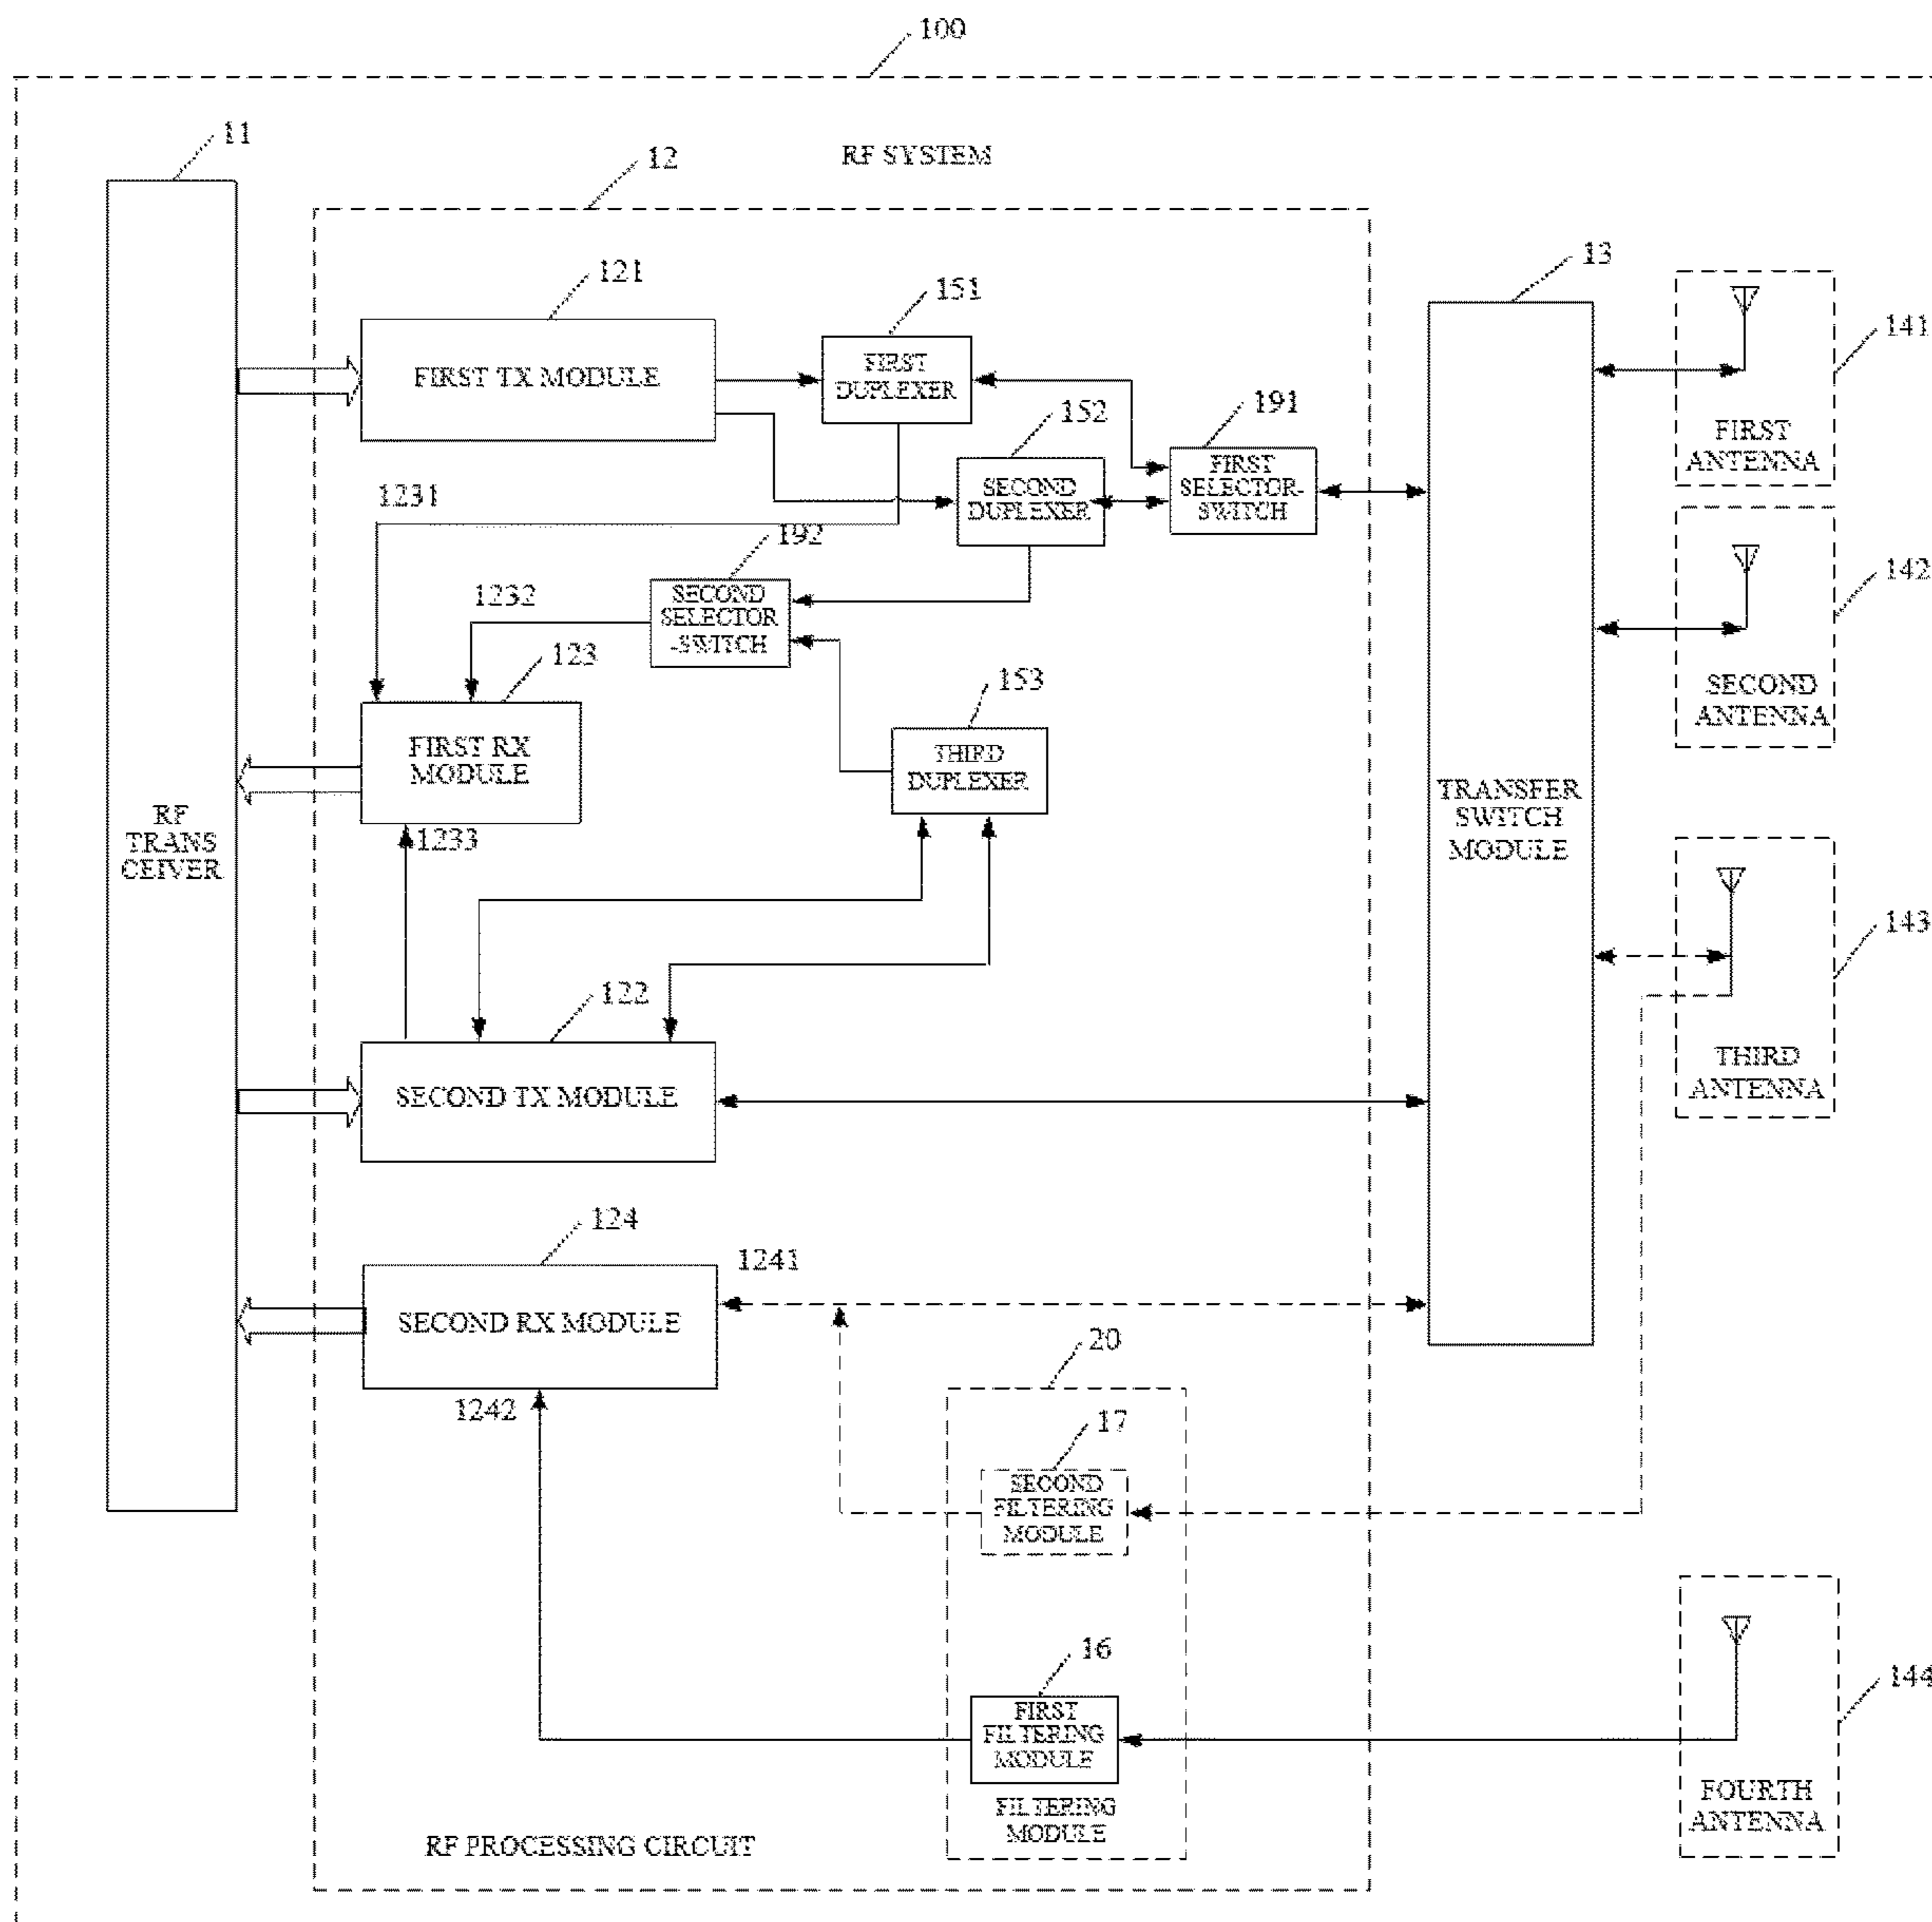 100
11
12
RF SYSTEM
121
151
13
141
FIRST TX MODULE
FIRST
DUPLEXER
152
191
FIRST
ANTENNA
1231
SECOND
DUPLEXER
FIRST
SELECTOR-
SWITCH
192
142
1232
SECOND
SELECTOR
-SWITCH
123
153
SECOND
ANTENNA
FIRST RX
MODULE
THIRD
DUPLEXER
RF
TRANS
CEIVER
TRANSFER
SWITCH
MODULE
1233
143
122
THIRD
ANTENNA
SECOND TX MODULE
124
1241
SECOND RX MODULE
20
1242
17
SECOND
FILTERING
MODULE
16
144
FIRST
FILTERING
MODULE
FILTERING
MODULE
FOURTH
ANTENNA
RF PROCESSING CIRCUIT